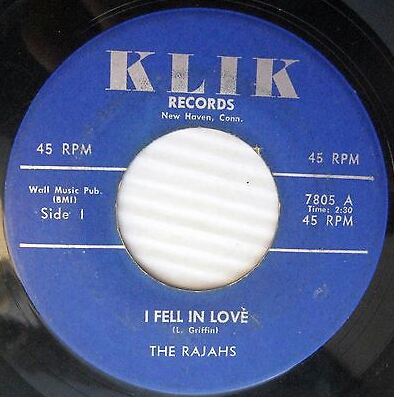 KLIK
RECORDS
New Haven, Conn.
45 RPM
45 RPM
Wall Music Pub.
(BMI)
Side 1
7805 A
Time: 2:30
45 RPM
I FELL IN LOVE
(L. Griffin)
THE RAJAHS